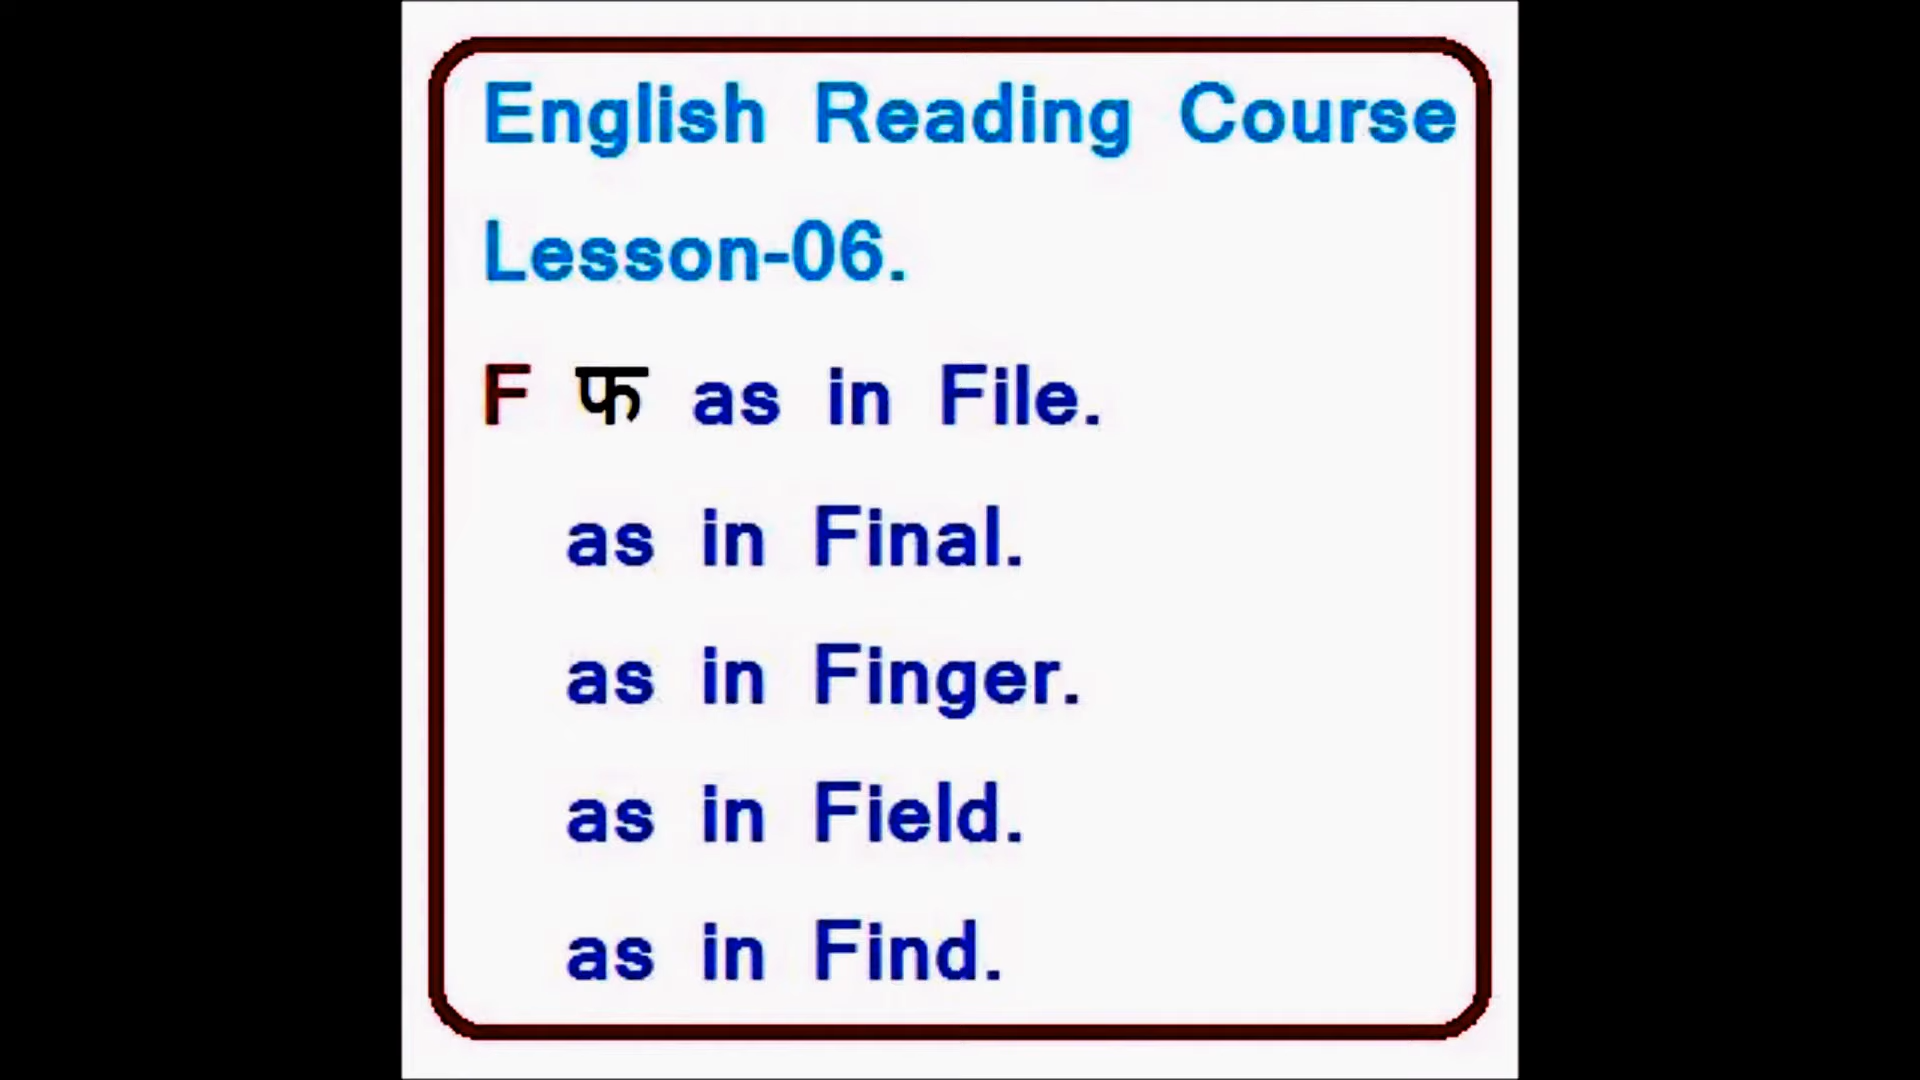 English Reading Course
Lesson-06.
F फ as in File.
as in Final.
as in Finger.
as in Field.
as in Find.